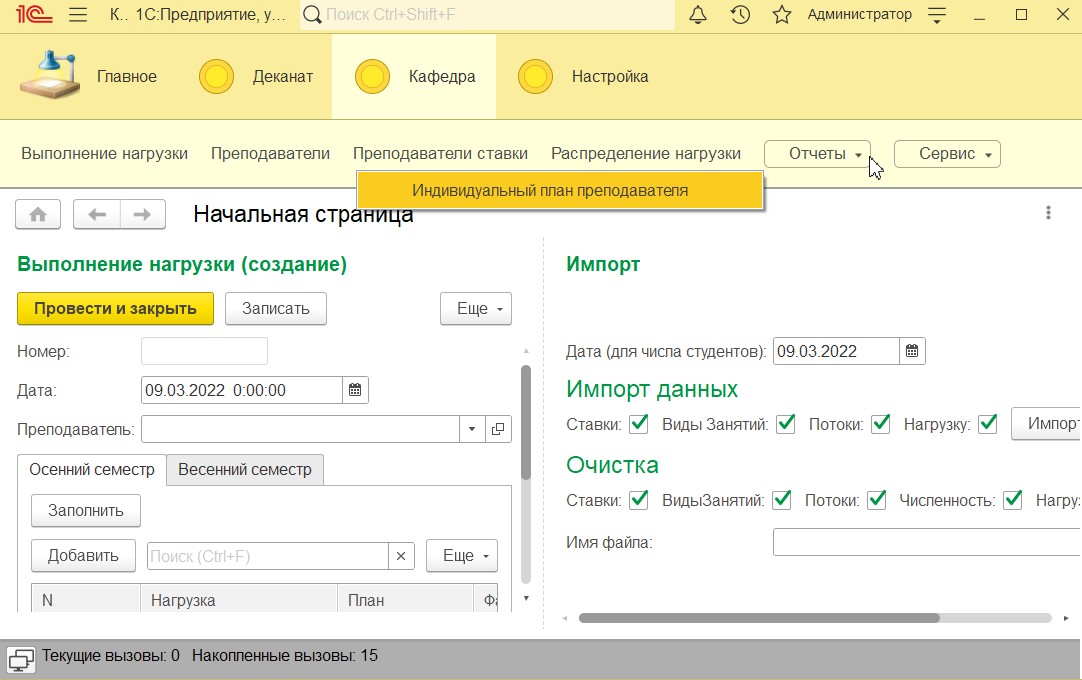 1С К.. 1С:Предприятие, у... Поиск Ctrl+Shift+F Администратор
Главное Деканат Кафедра Настройка
Выполнение нагрузки Преподаватели Преподаватели ставки Распределение нагрузки Отчеты Сервис
Индивидуальный план преподавателя
Начальная страница
Выполнение нагрузки (создание)
Провести и закрыть Записать Еще
Номер:
Дата: 09.03.2022 0:00:00
Преподаватель:
Осенний семестр Весенний семестр
Заполнить
Добавить Поиск (Ctrl+F) × Еще
N Нагрузка План
Импорт
Дата (для числа студентов): 09.03.2022
Импорт данных
Ставки: Виды Занятий: Потоки: Нагрузку: Импорт
Очистка
Ставки: ВидыЗанятий: Потоки: Численность: Нагру
Имя файла:
Текущие вызовы: 0 Накопленные вызовы: 15